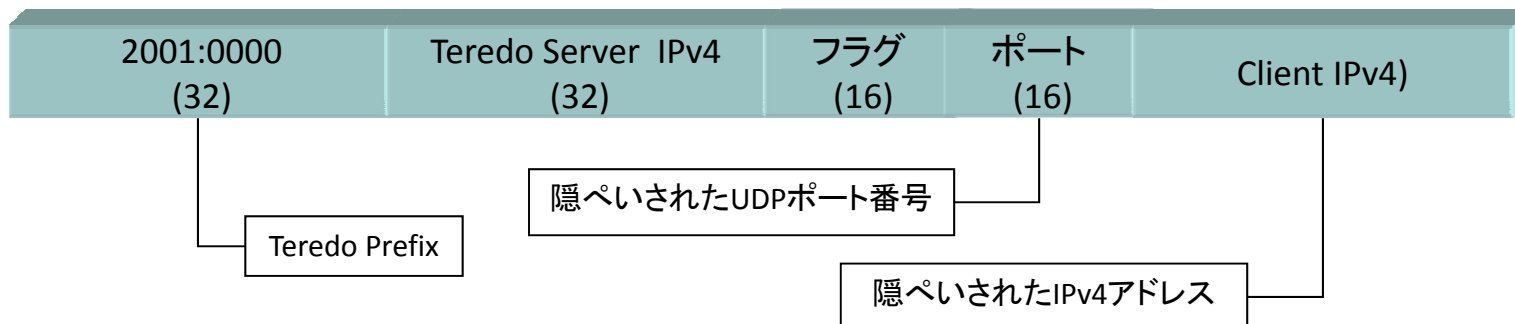 2001:0000
(32)
Teredo Server IPv4
(32)
フラグ
(16)
ポート
(16)
Client IPv4)
隠ぺいされたUDPポート番号
Teredo Prefix
隠ぺいされたIPv4アドレス